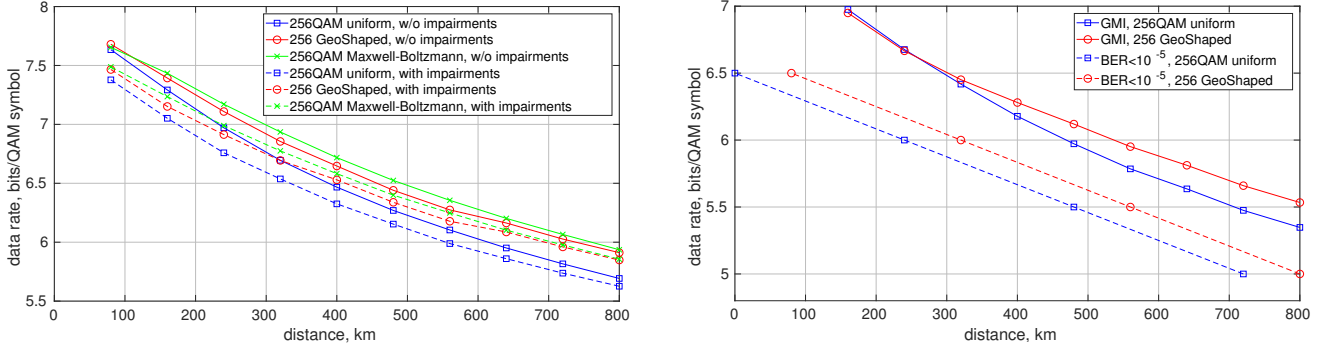 8
7.5
7
6.5
6
5.5
data rate, bits/QAM symbol
0 100 200 300 400 500 600 700 800
distance, km
256QAM uniform, w/o impairments
256 GeoShaped, w/o impairments
256QAM Maxwell-Boltzmann, w/o impairments
256QAM uniform, with impairments
256 GeoShaped, with impairments
256QAM Maxwell-Boltzmann, with impairments
7
6.5
6
5.5
5
data rate, bits/QAM symbol
0 100 200 300 400 500 600 700 800
distance, km
GMI, 256QAM uniform
GMI, 256 GeoShaped
BER<10 -5, 256QAM uniform
BER<10 -5, 256 GeoShaped